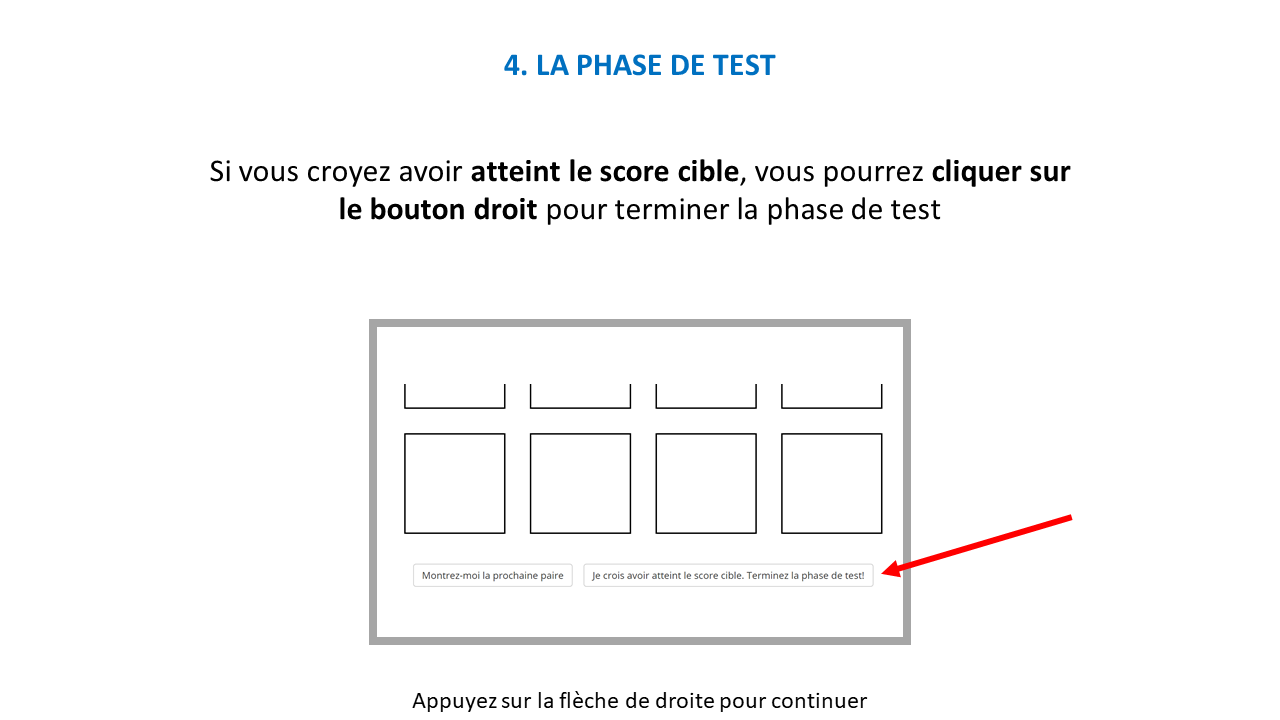 4. LA PHASE DE TEST
Si vous croyez avoir atteint le score cible, vous pourrez cliquer sur
le bouton droit pour terminer la phase de test
Montrez-moi la prochaine paire
Je crois avoir atteint le score cible. Terminez la phase de test!
Appuyez sur la flèche de droite pour continuer